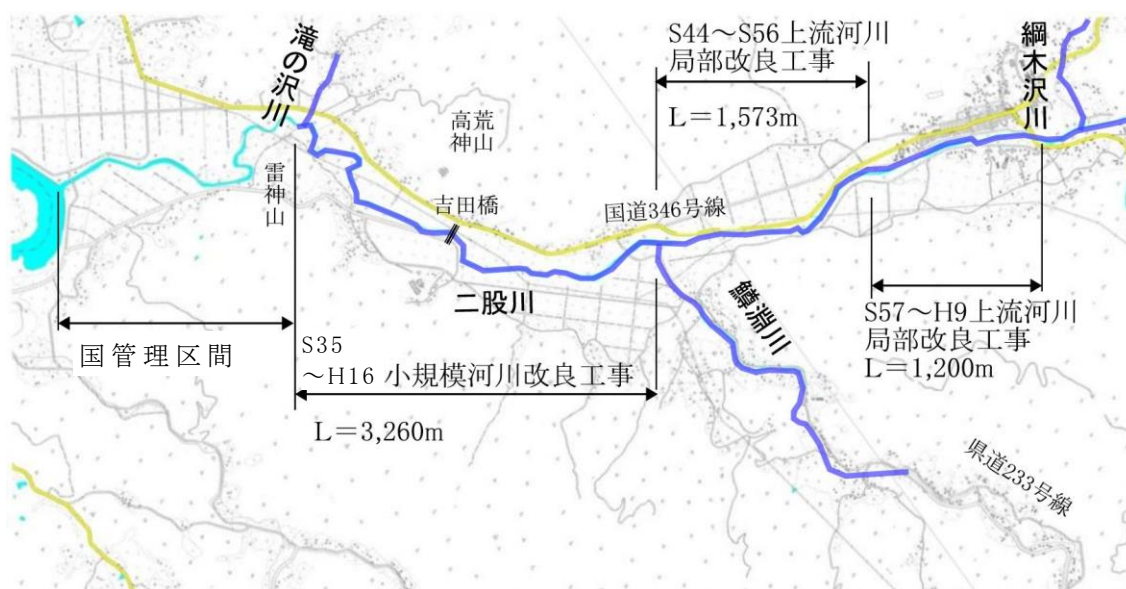 滝の沢川
S44～S56上流河川
局部改良工事
L＝1,573m
綱木沢川
高荒
神山
雷神山
吉田橋
国道346号線
二股川
鱒淵川
国管理区間
S35
～H16 小規模河川改良工事
L＝3,260m
S57～H9上流河川
局部改良工事
L＝1,200m
県道233号線